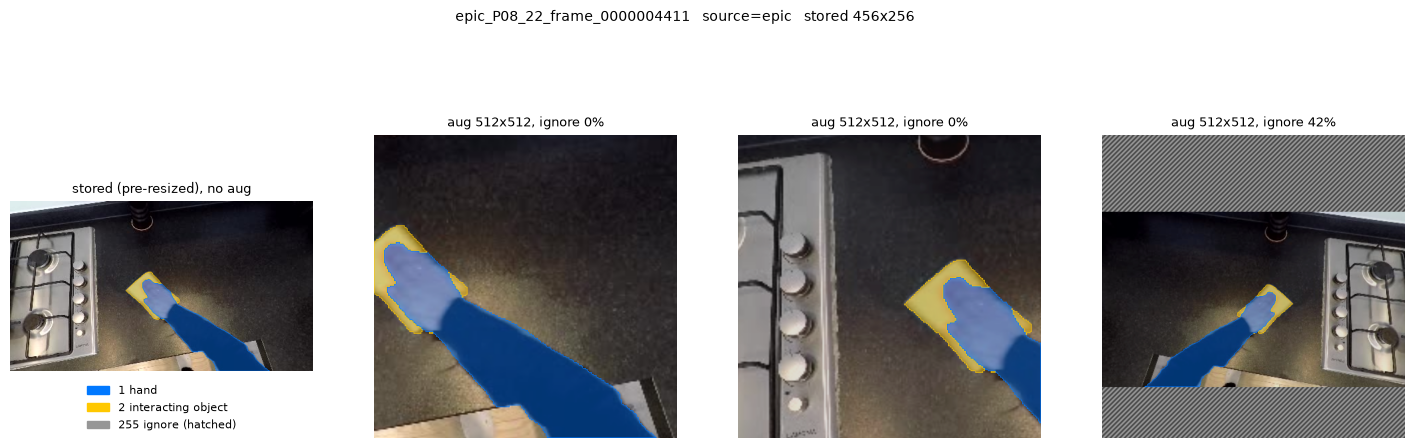 epic_P08_22_frame_0000004411 source=epic stored 456x256
stored (pre-resized), no aug
aug 512x512, ignore 0%
aug 512x512, ignore 0%
aug 512x512, ignore 42%
1 hand
2 interacting object
255 ignore (hatched)